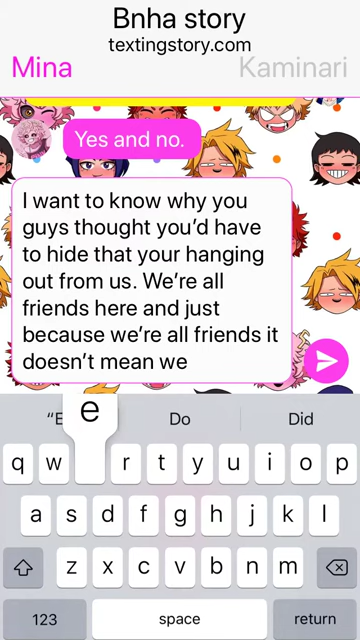 Bnha story
textingstory.com
Mina Kaminari
Yes and no.
I want to know why you
guys thought you’d have
to hide that your hanging
out from us. We’re all
friends here and just
because we’re all friends it
doesn’t mean we
“E Do Did
e
q w r t y u i o p
a s d f g h j k l
z x c v b n m
123 space return